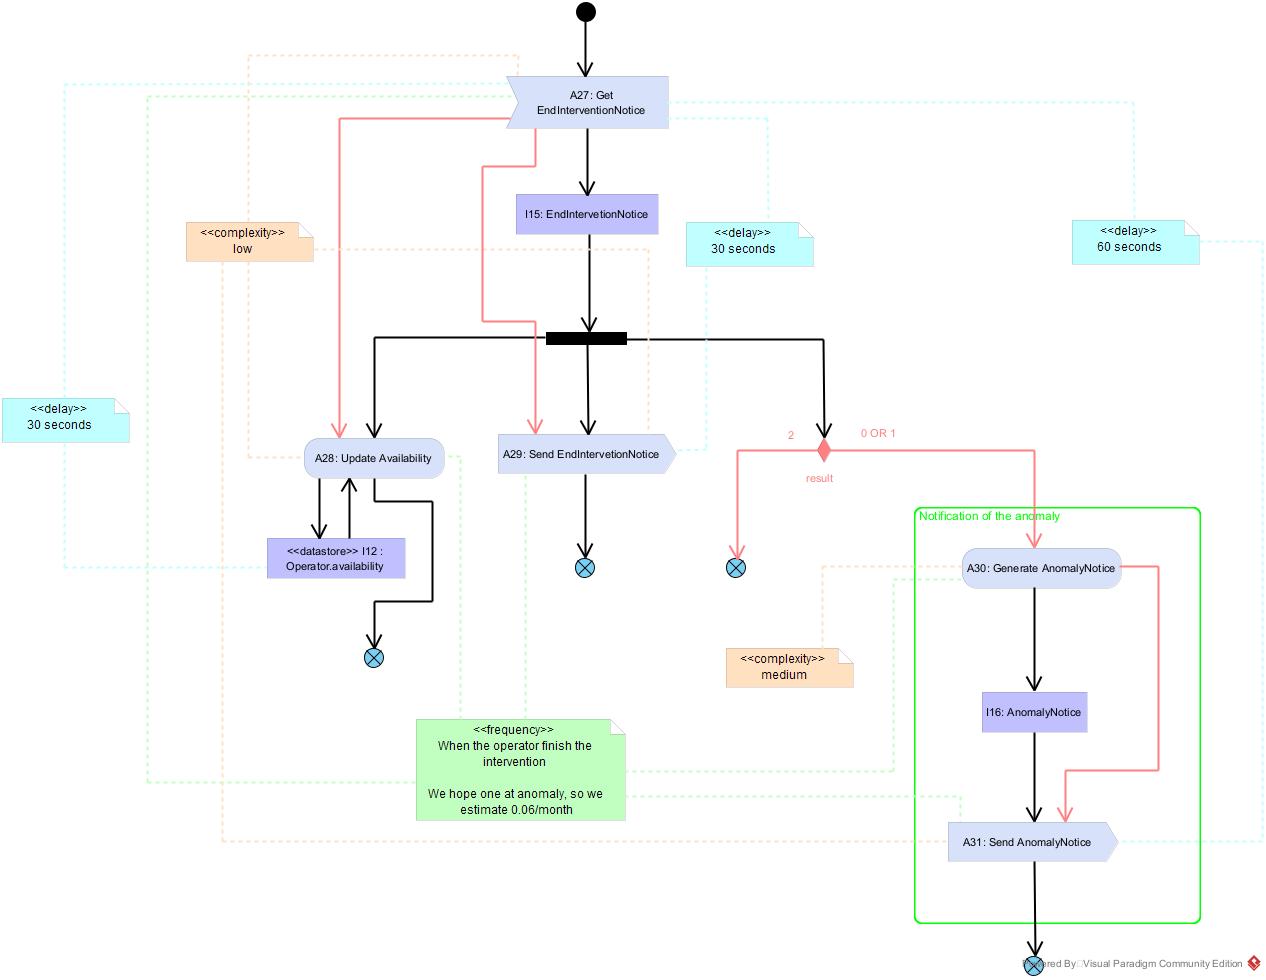 A27: Get
EndInterventionNotice
I15: EndIntervetionNotice
<<complexity>>
low
<<delay>>
30 seconds
<<delay>>
60 seconds
<<delay>>
30 seconds
2
0 OR 1
result
A28: Update Availability
A29: Send EndIntervetionNotice
<<datastore>> I12 :
Operator.availability
Notification of the anomaly
A30: Generate AnomalyNotice
<<complexity>>
medium
I16: AnomalyNotice
<<frequency>>
When the operator finish the
intervention
We hope one at anomaly, so we
estimate 0.06/month
A31: Send AnomalyNotice
Powered By Visual Paradigm Community Edition